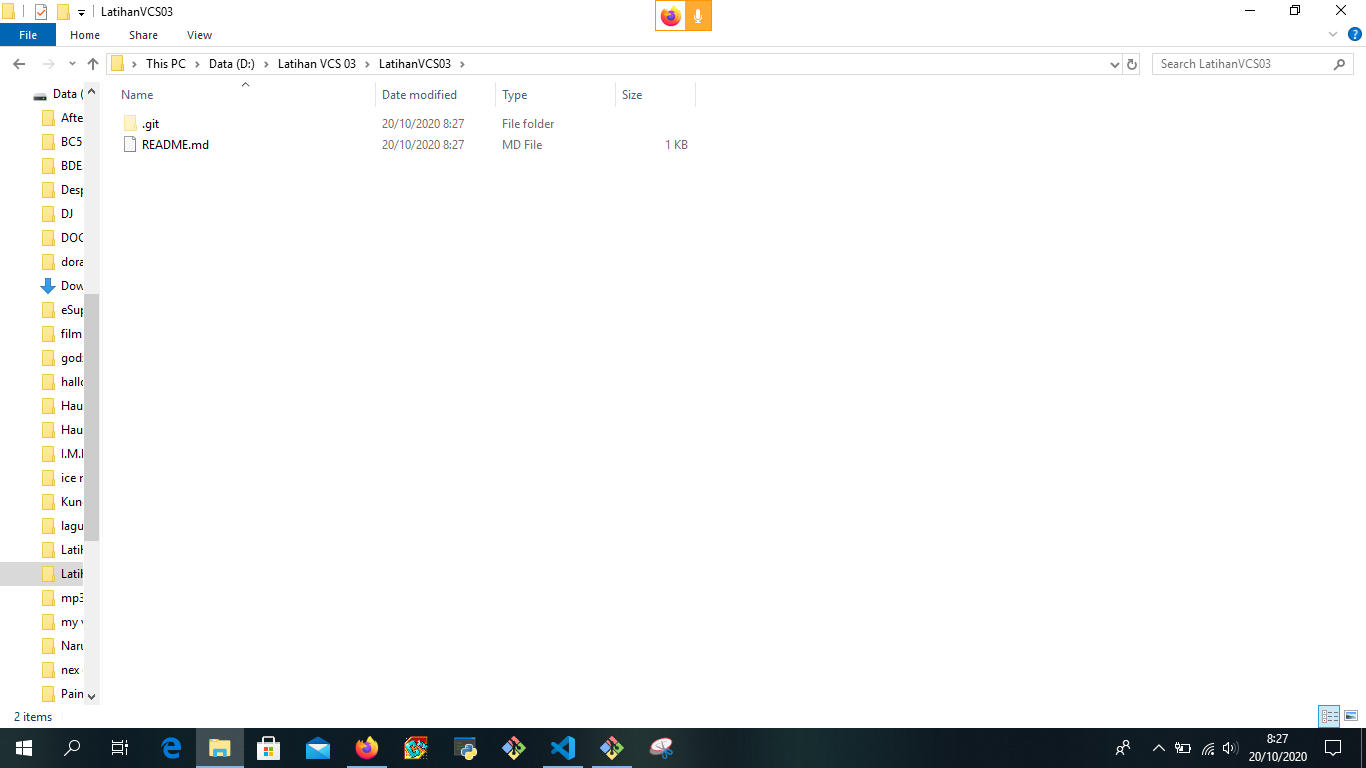 LatihanVCS03
File Home Share View
This PC Data (D:) Latihan VCS 03 LatihanVCS03
Search LatihanVCS03
Name Date modified Type Size
.git 20/10/2020 8:27 File folder
README.md 20/10/2020 8:27 MD File 1 KB
Data (
Afte
BC5
BDE
Desp
DJ
DOC
dora
Dow
eSup
film
godz
hallo
Hau
Hau
I.M.
ice r
Kun
lagu
Latih
Latih
mp3
my
Naru
nex
Pain
2 items
8:27
20/10/2020